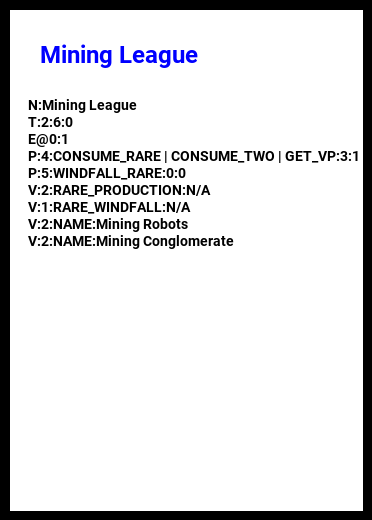 Mining League
N:Mining League
T:2:6:0
E@0:1
P:4:CONSUME_RARE | CONSUME_TWO | GET_VP:3:1
P:5:WINDFALL_RARE:0:0
V:2:RARE_PRODUCTION:N/A
V:1:RARE_WINDFALL:N/A
V:2:NAME:Mining Robots
V:2:NAME:Mining Conglomerate